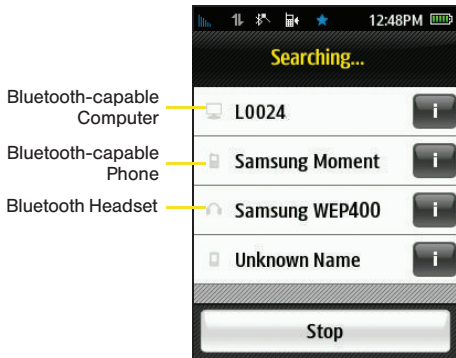 12:48PM
Searching...
Bluetooth-capable
Computer
L0024
i
Bluetooth-capable
Phone
Samsung Moment
i
Bluetooth Headset
Samsung WEP400
i
Unknown Name
i
Stop